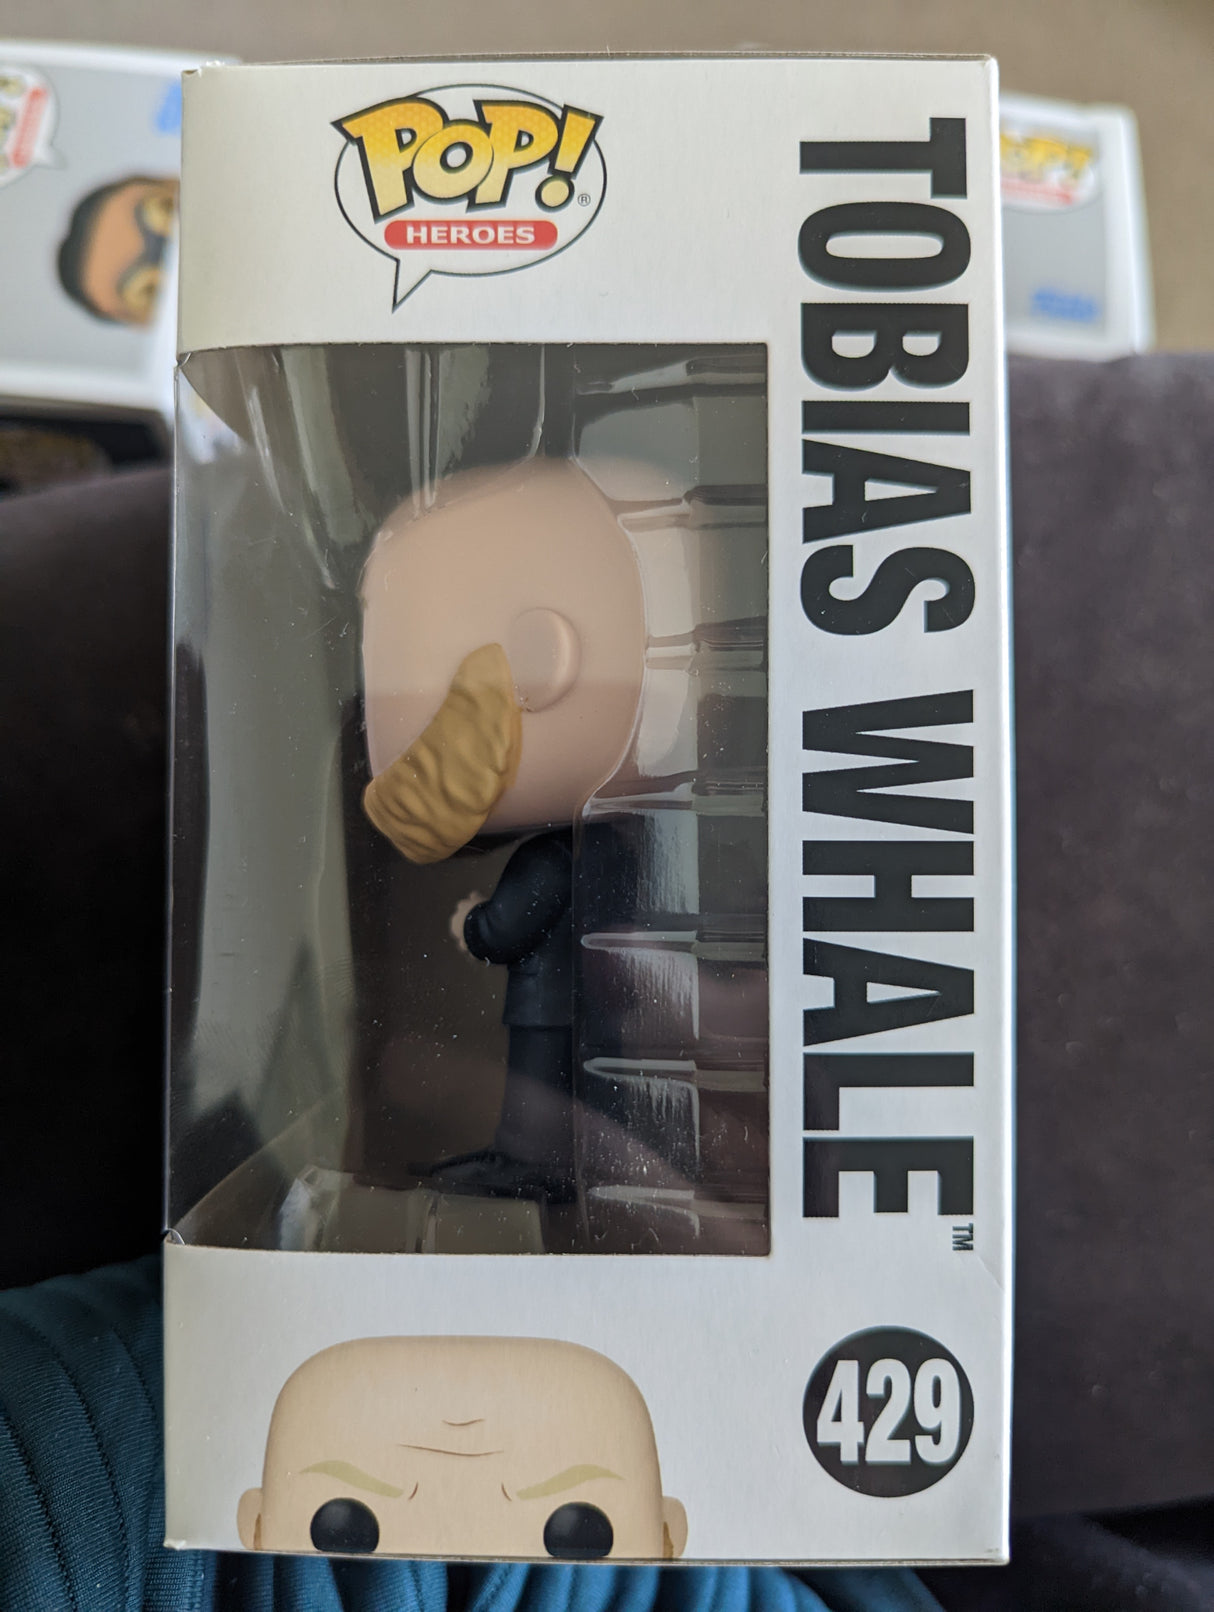 POP!®
HEROES
TOBIAS WHALE™
429